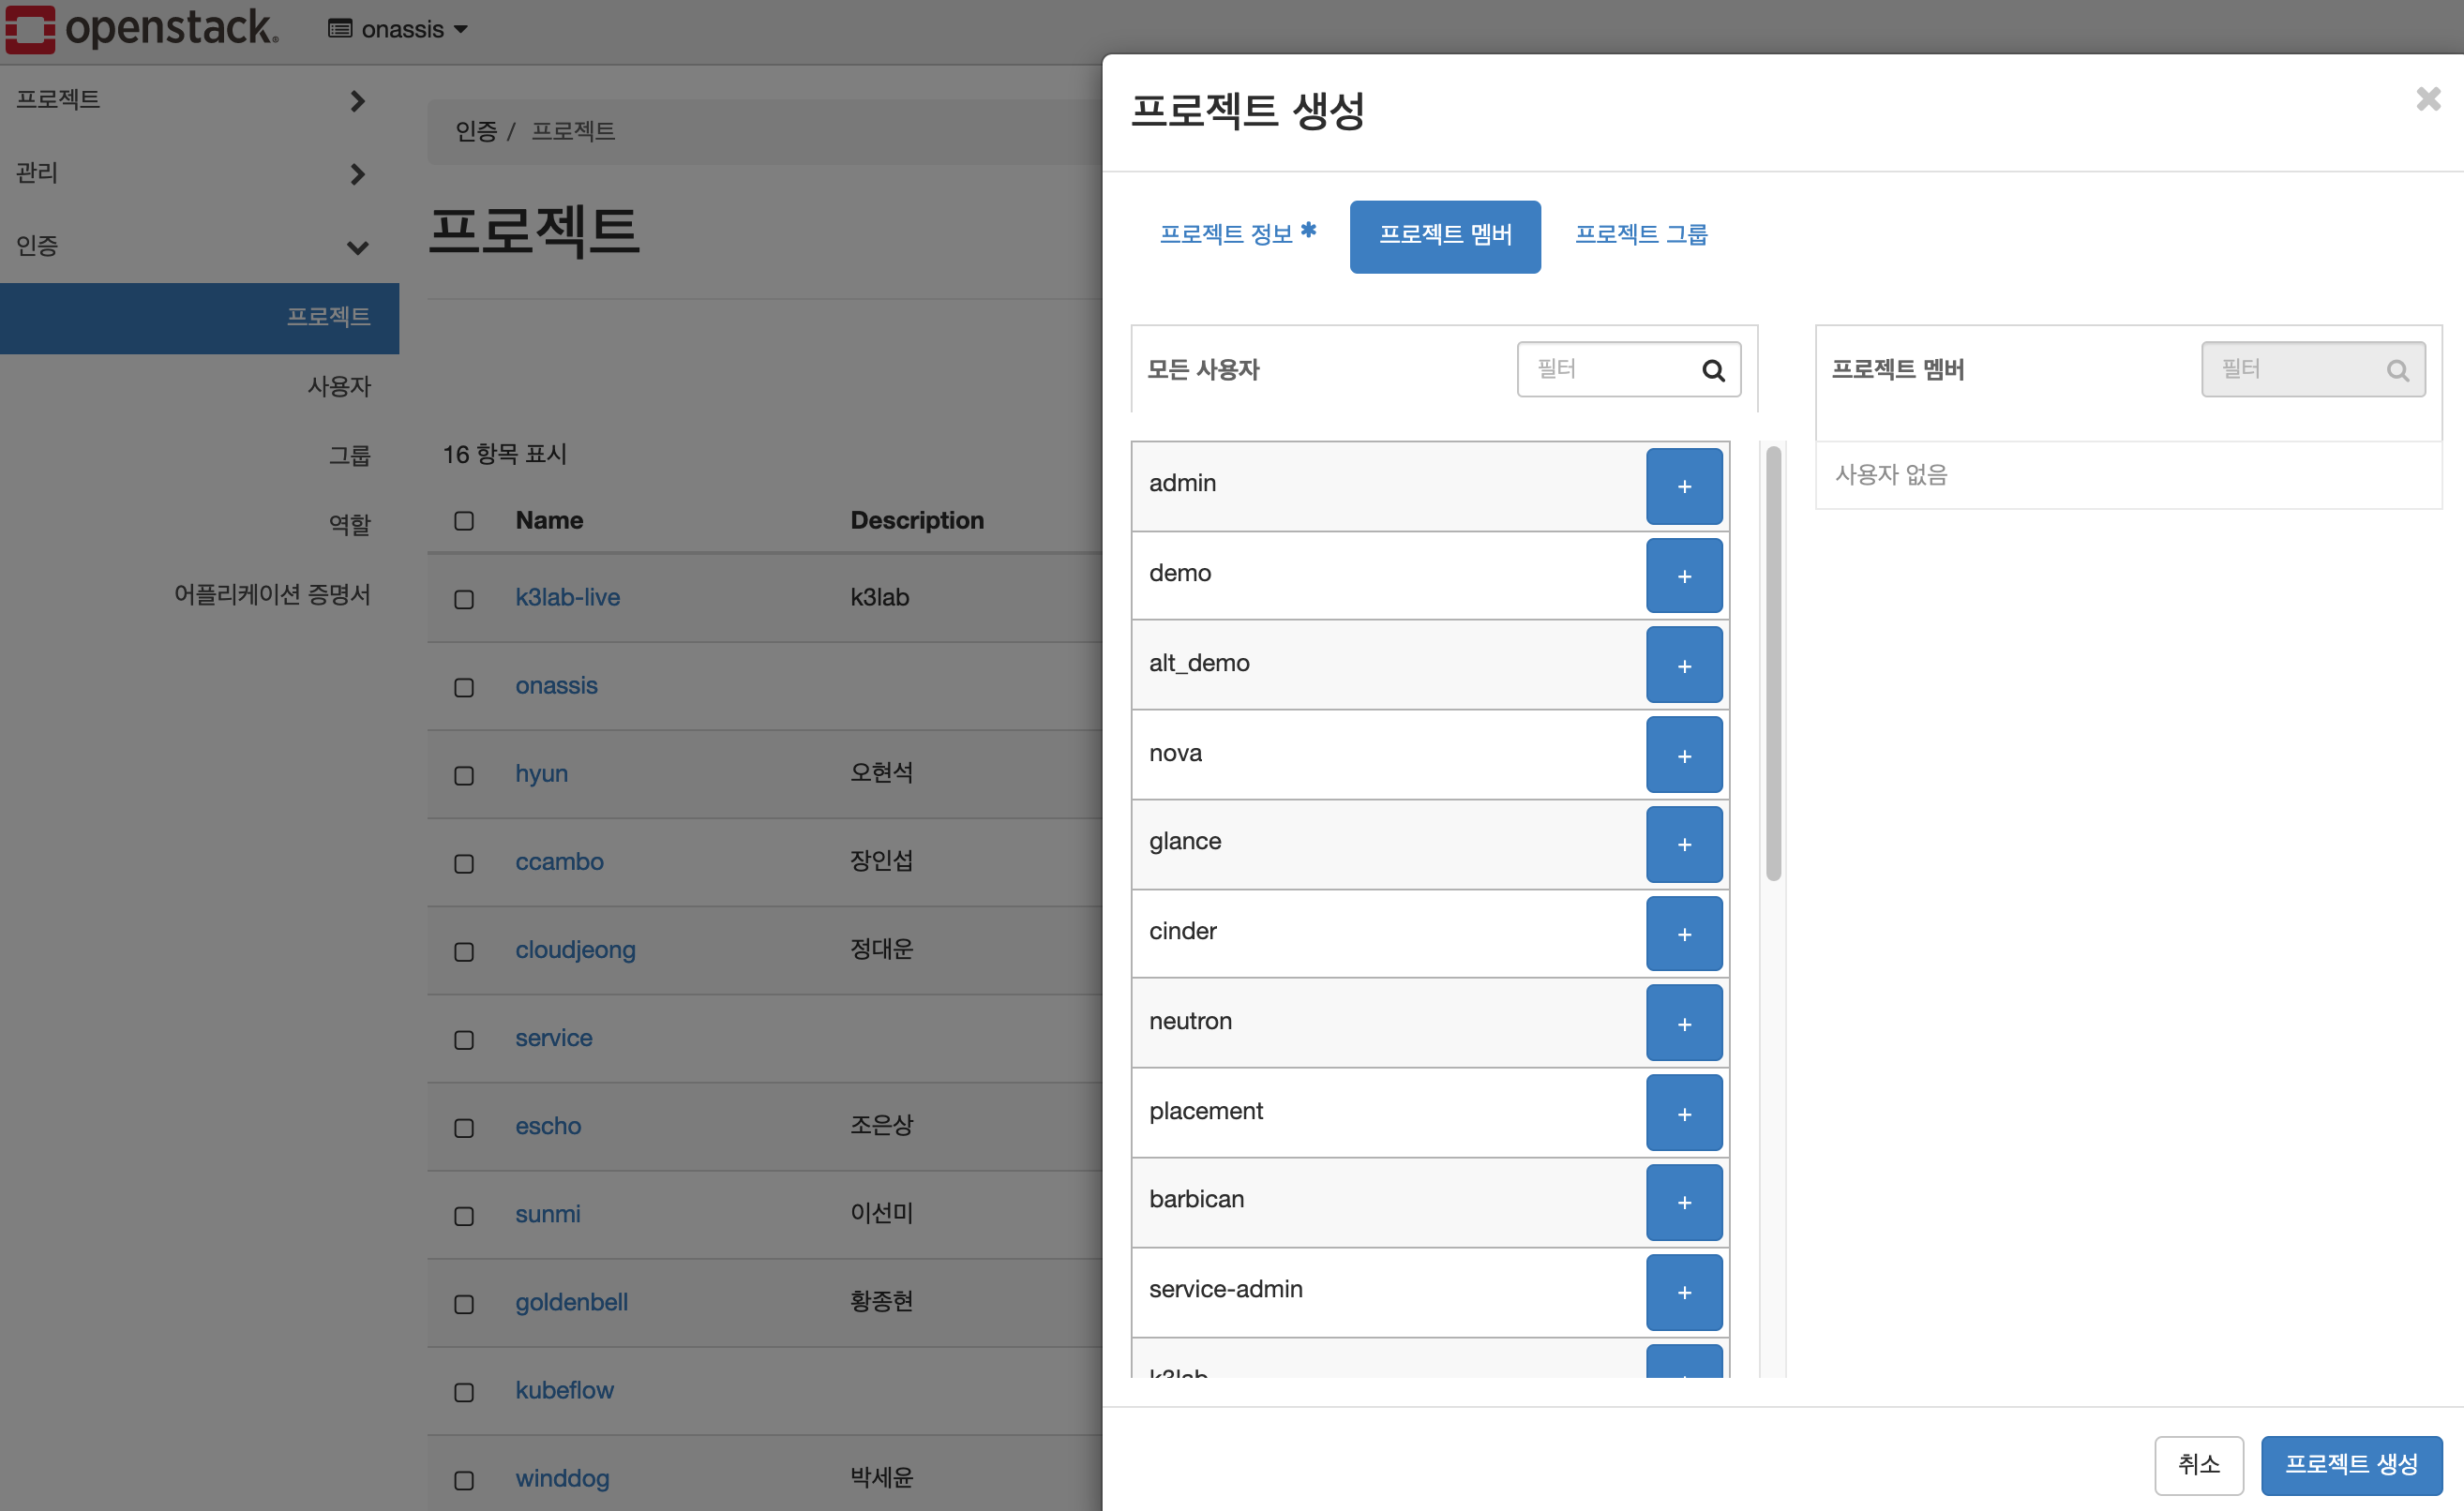 openstack.
onassis
프로젝트
관리
인증
프로젝트
사용자
그룹
역할
어플리케이션 증명서
인증 / 프로젝트
프로젝트
16 항목 표시
Name Description
k3lab-live k3lab
onassis
hyun 오현석
ccambo 장인섭
cloudjeong 정대운
service
escho 조은상
sunmi 이선미
goldenbell 황종현
kubeflow
winddog 박세윤
프로젝트 생성
프로젝트 정보 * 프로젝트 멤버 프로젝트 그룹
모든 사용자 필터
admin +
demo +
alt_demo +
nova +
glance +
cinder +
neutron +
placement +
barbican +
service-admin +
k3lab
프로젝트 멤버 필터
사용자 없음
취소 프로젝트 생성